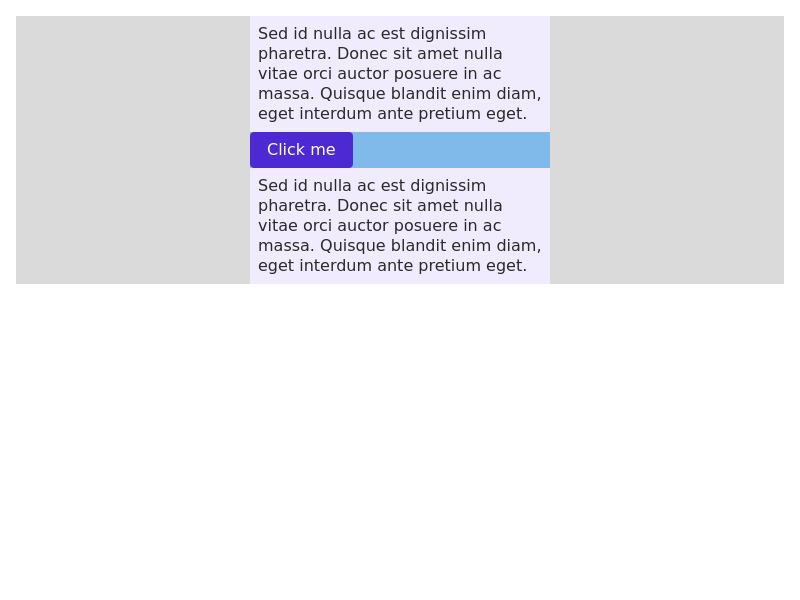 Sed id nulla ac est dignissim
pharetra. Donec sit amet nulla
vitae orci auctor posuere in ac
massa. Quisque blandit enim diam,
eget interdum ante pretium eget.
Click me
Sed id nulla ac est dignissim
pharetra. Donec sit amet nulla
vitae orci auctor posuere in ac
massa. Quisque blandit enim diam,
eget interdum ante pretium eget.